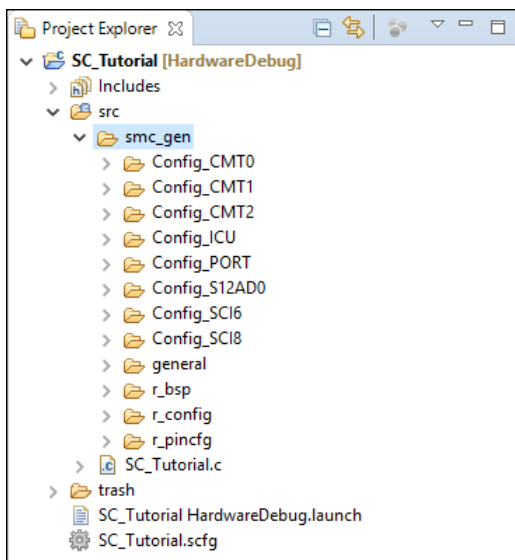 Project Explorer
SC_Tutorial [HardwareDebug]
Includes
src
smc_gen
Config_CMT0
Config_CMT1
Config_CMT2
Config_ICU
Config_PORT
Config_S12AD0
Config_SCI6
Config_SCI8
general
r_bsp
r_config
r_pincfg
SC_Tutorial.c
trash
SC_Tutorial HardwareDebug.launch
SC_Tutorial.scfg